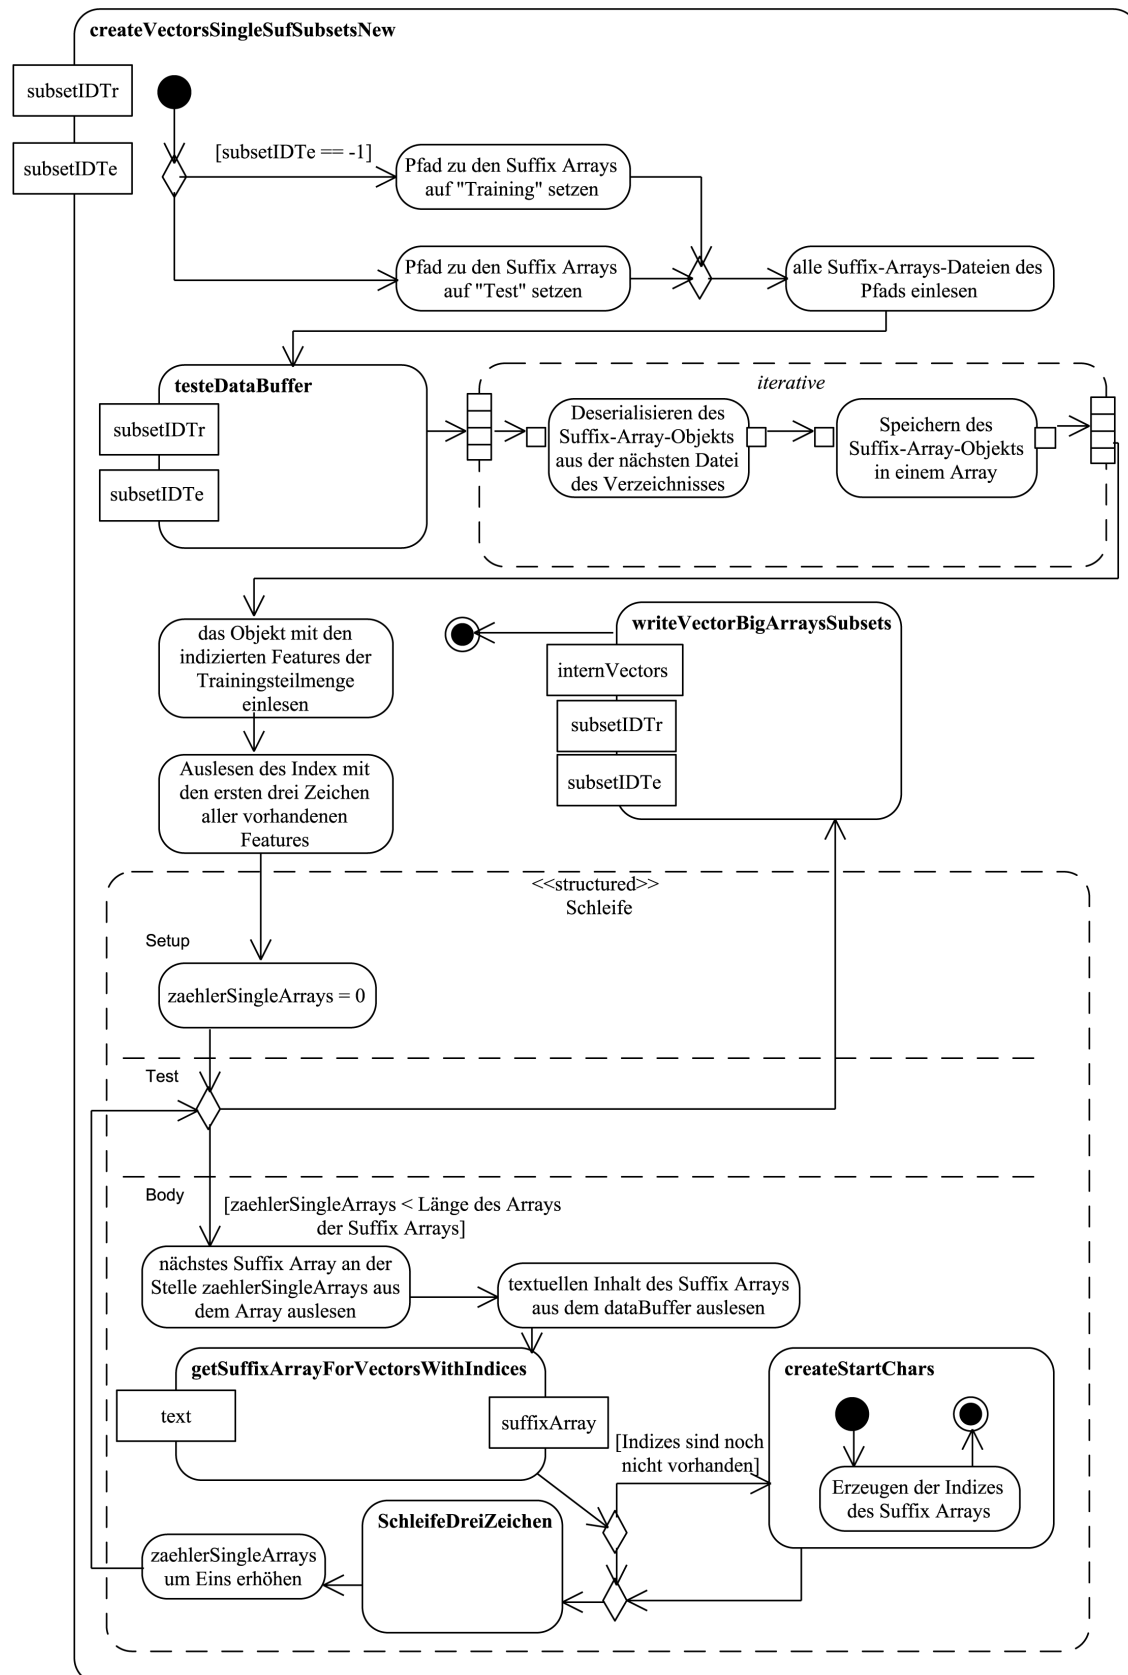 createVectorsSingleSufSubsetsNew
subsetIDTr
subsetIDTe
[subsetIDTe == -1]
Pfad zu den Suffix Arrays
auf "Training" setzen
Pfad zu den Suffix Arrays
auf "Test" setzen
alle Suffix-Arrays-Dateien des
Pfads einlesen
testeDataBuffer
subsetIDTr
subsetIDTe
iterative
Deserialisieren des
Suffix-Array-Objekts
aus der nächsten Datei
des Verzeichnisses
Speichern des
Suffix-Array-Objekts
in einem Array
das Objekt mit den
indizierten Features der
Trainingsteilmenge
einlesen
writeVectorBigArraysSubsets
internVectors
subsetIDTr
subsetIDTe
Auslesen des Index mit
den ersten drei Zeichen
aller vorhandenen
Features
<<structured>>
Schleife
Setup
zaehlerSingleArrays = 0
Test
Body
[zaehlerSingleArrays < Länge des Arrays
der Suffix Arrays]
nächstes Suffix Array an der
Stelle zaehlerSingleArrays aus
dem Array auslesen
textuellen Inhalt des Suffix Arrays
aus dem dataBuffer auslesen
getSuffixArrayForVectorsWithIndices
text
suffixArray
createStartChars
[Indizes sind noch
nicht vorhanden]
Erzeugen der Indizes
des Suffix Arrays
SchleifeDreiZeichen
zaehlerSingleArrays
um Eins erhöhen